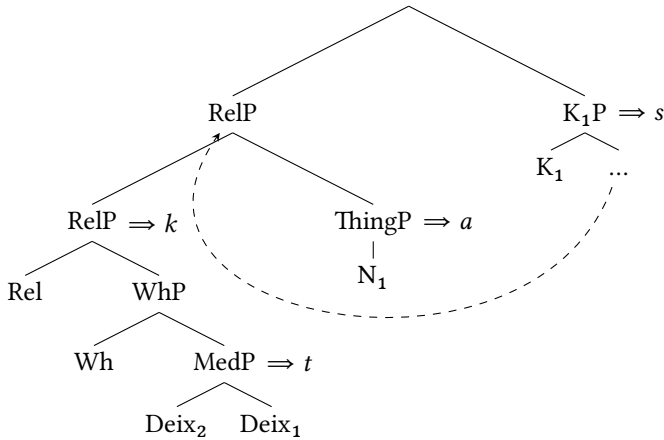 RelP K₁P ⇒ s
K₁ ...
RelP ⇒ k ThingP ⇒ a
N₁
Rel WhP
Wh MedP ⇒ t
Deix₂ Deix₁